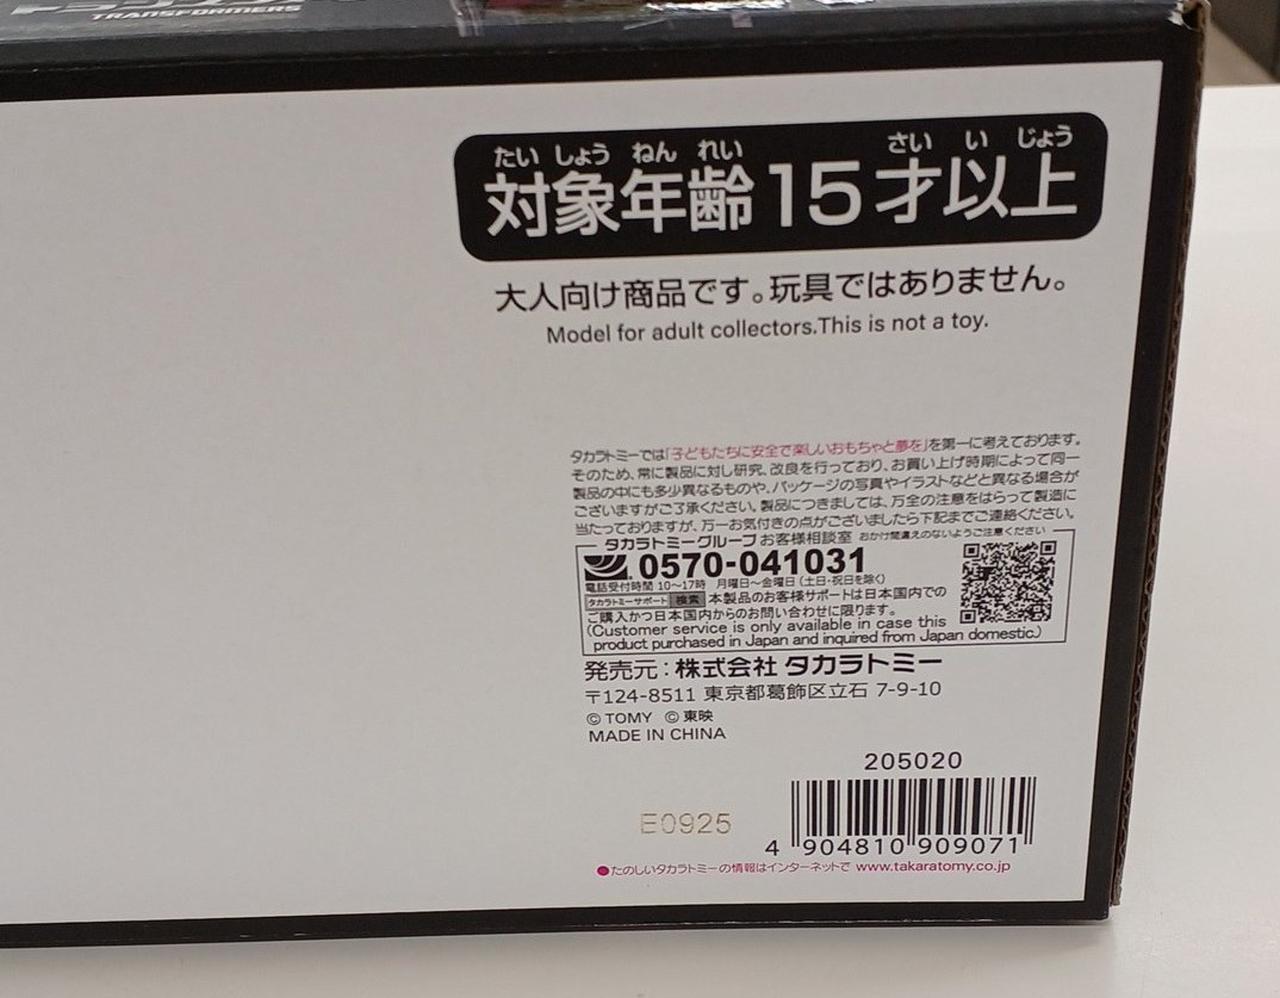 TRANSFORMERS
たい しょう ねん れい さい い じょう
対象年齢15才以上
大人向け商品です。玩具ではありません。
Model for adult collectors.This is not a toy.
タカラトミーでは「子どもたちに安全で楽しいおもちゃと夢を」を第一に考えております。
そのため、常に製品に対し研究、改良を行っており、お買い上げ時期によって同一
製品の中にも多少異なるものや、パッケージの写真やイラストなどと異なる場合が
ございますがご了承ください。製品につきましては、万全の注意をはらって製造に
当たっておりますが、万一お気付きの点がございましたら下記までご連絡ください。
タカラトミーグループ お客様相談室 おかけ間違えのないようご注意ください
0570-041031
電話受付時間 10〜17時 月曜日〜金曜日 (土日・祝日を除く)
タカラトミーサポート 検索 本製品のお客様サポートは日本国内での
ご購入かつ日本国内からのお問い合わせに限ります。
(Customer service is only available in case this
product purchased in Japan and inquired from Japan domestic.)
発売元:株式会社 タカラトミー
〒124-8511 東京都葛飾区立石 7-9-10
©TOMY ©東映
MADE IN CHINA
205020
E0925
4 904810 909071
●たのしいタカラトミーの情報はインターネットで www.takaratomy.co.jp